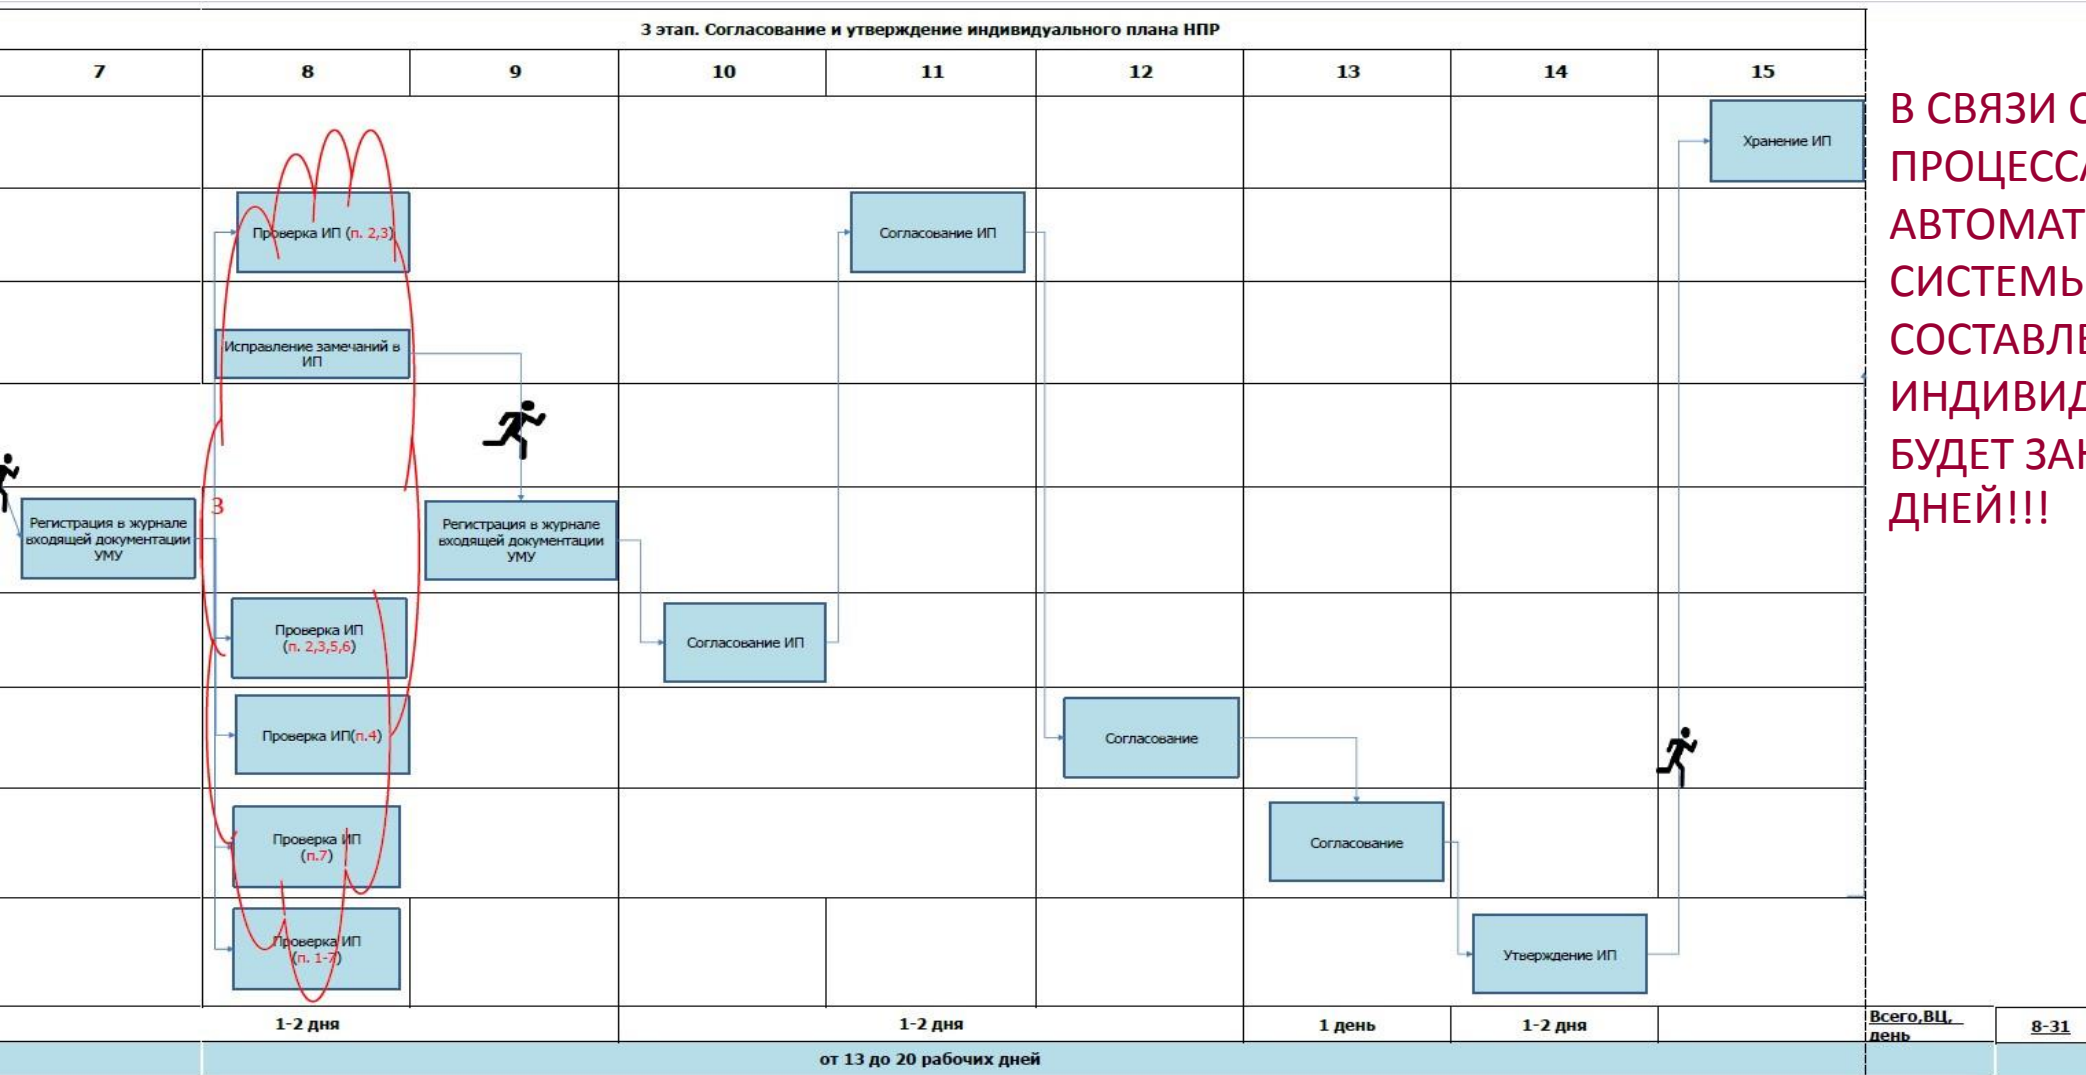 3 этап. Согласование и утверждение индивидуального плана НПР
7 8 9 10 11 12 13 14 15
Хранение ИП
Проверка ИП (п. 2,3)
Согласование ИП
Исправление замечаний в
ИП
3
Регистрация в журнале
входящей документации
УМУ
Регистрация в журнале
входящей документации
УМУ
Проверка ИП
(п. 2,3,5,6)
Согласование ИП
Проверка ИП(п.4)
Согласование
Проверка ИП
(п.7)
Согласование
Проверка ИП
(п. 1-7)
Утверждение ИП
1-2 дня 1-2 дня 1 день 1-2 дня
Всего,ВЦ,
день
8-31
от 13 до 20 рабочих дней
В СВЯЗИ С
ПРОЦЕССА
АВТОМАТ
СИСТЕМЫ
СОСТАВЛЕ
ИНДИВИД
БУДЕТ ЗАН
ДНЕЙ!!!